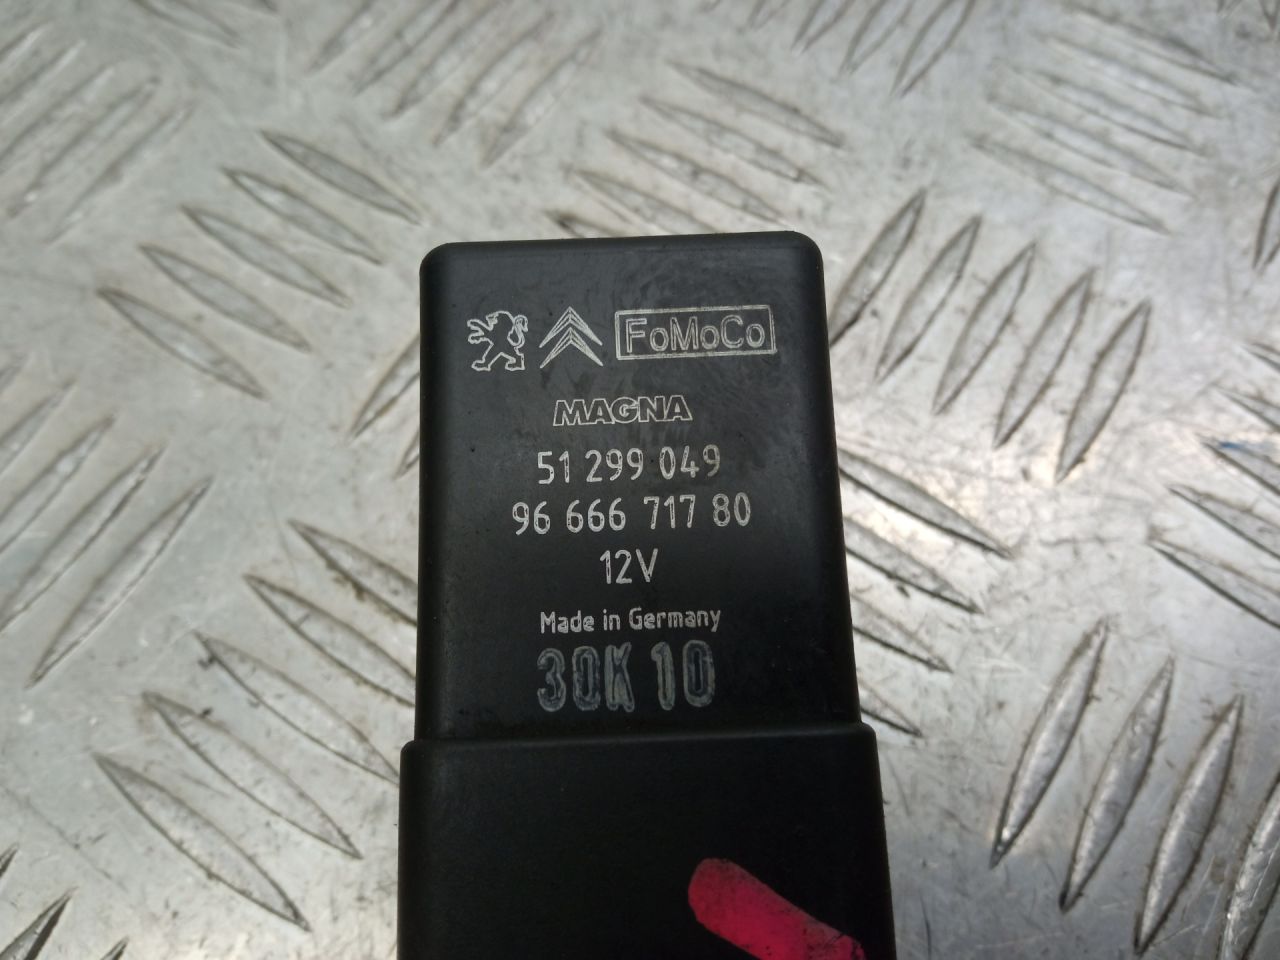 FoMoCo
MAGNA
51 299 049
96 666 717 80
12V
Made in Germany
30K 10